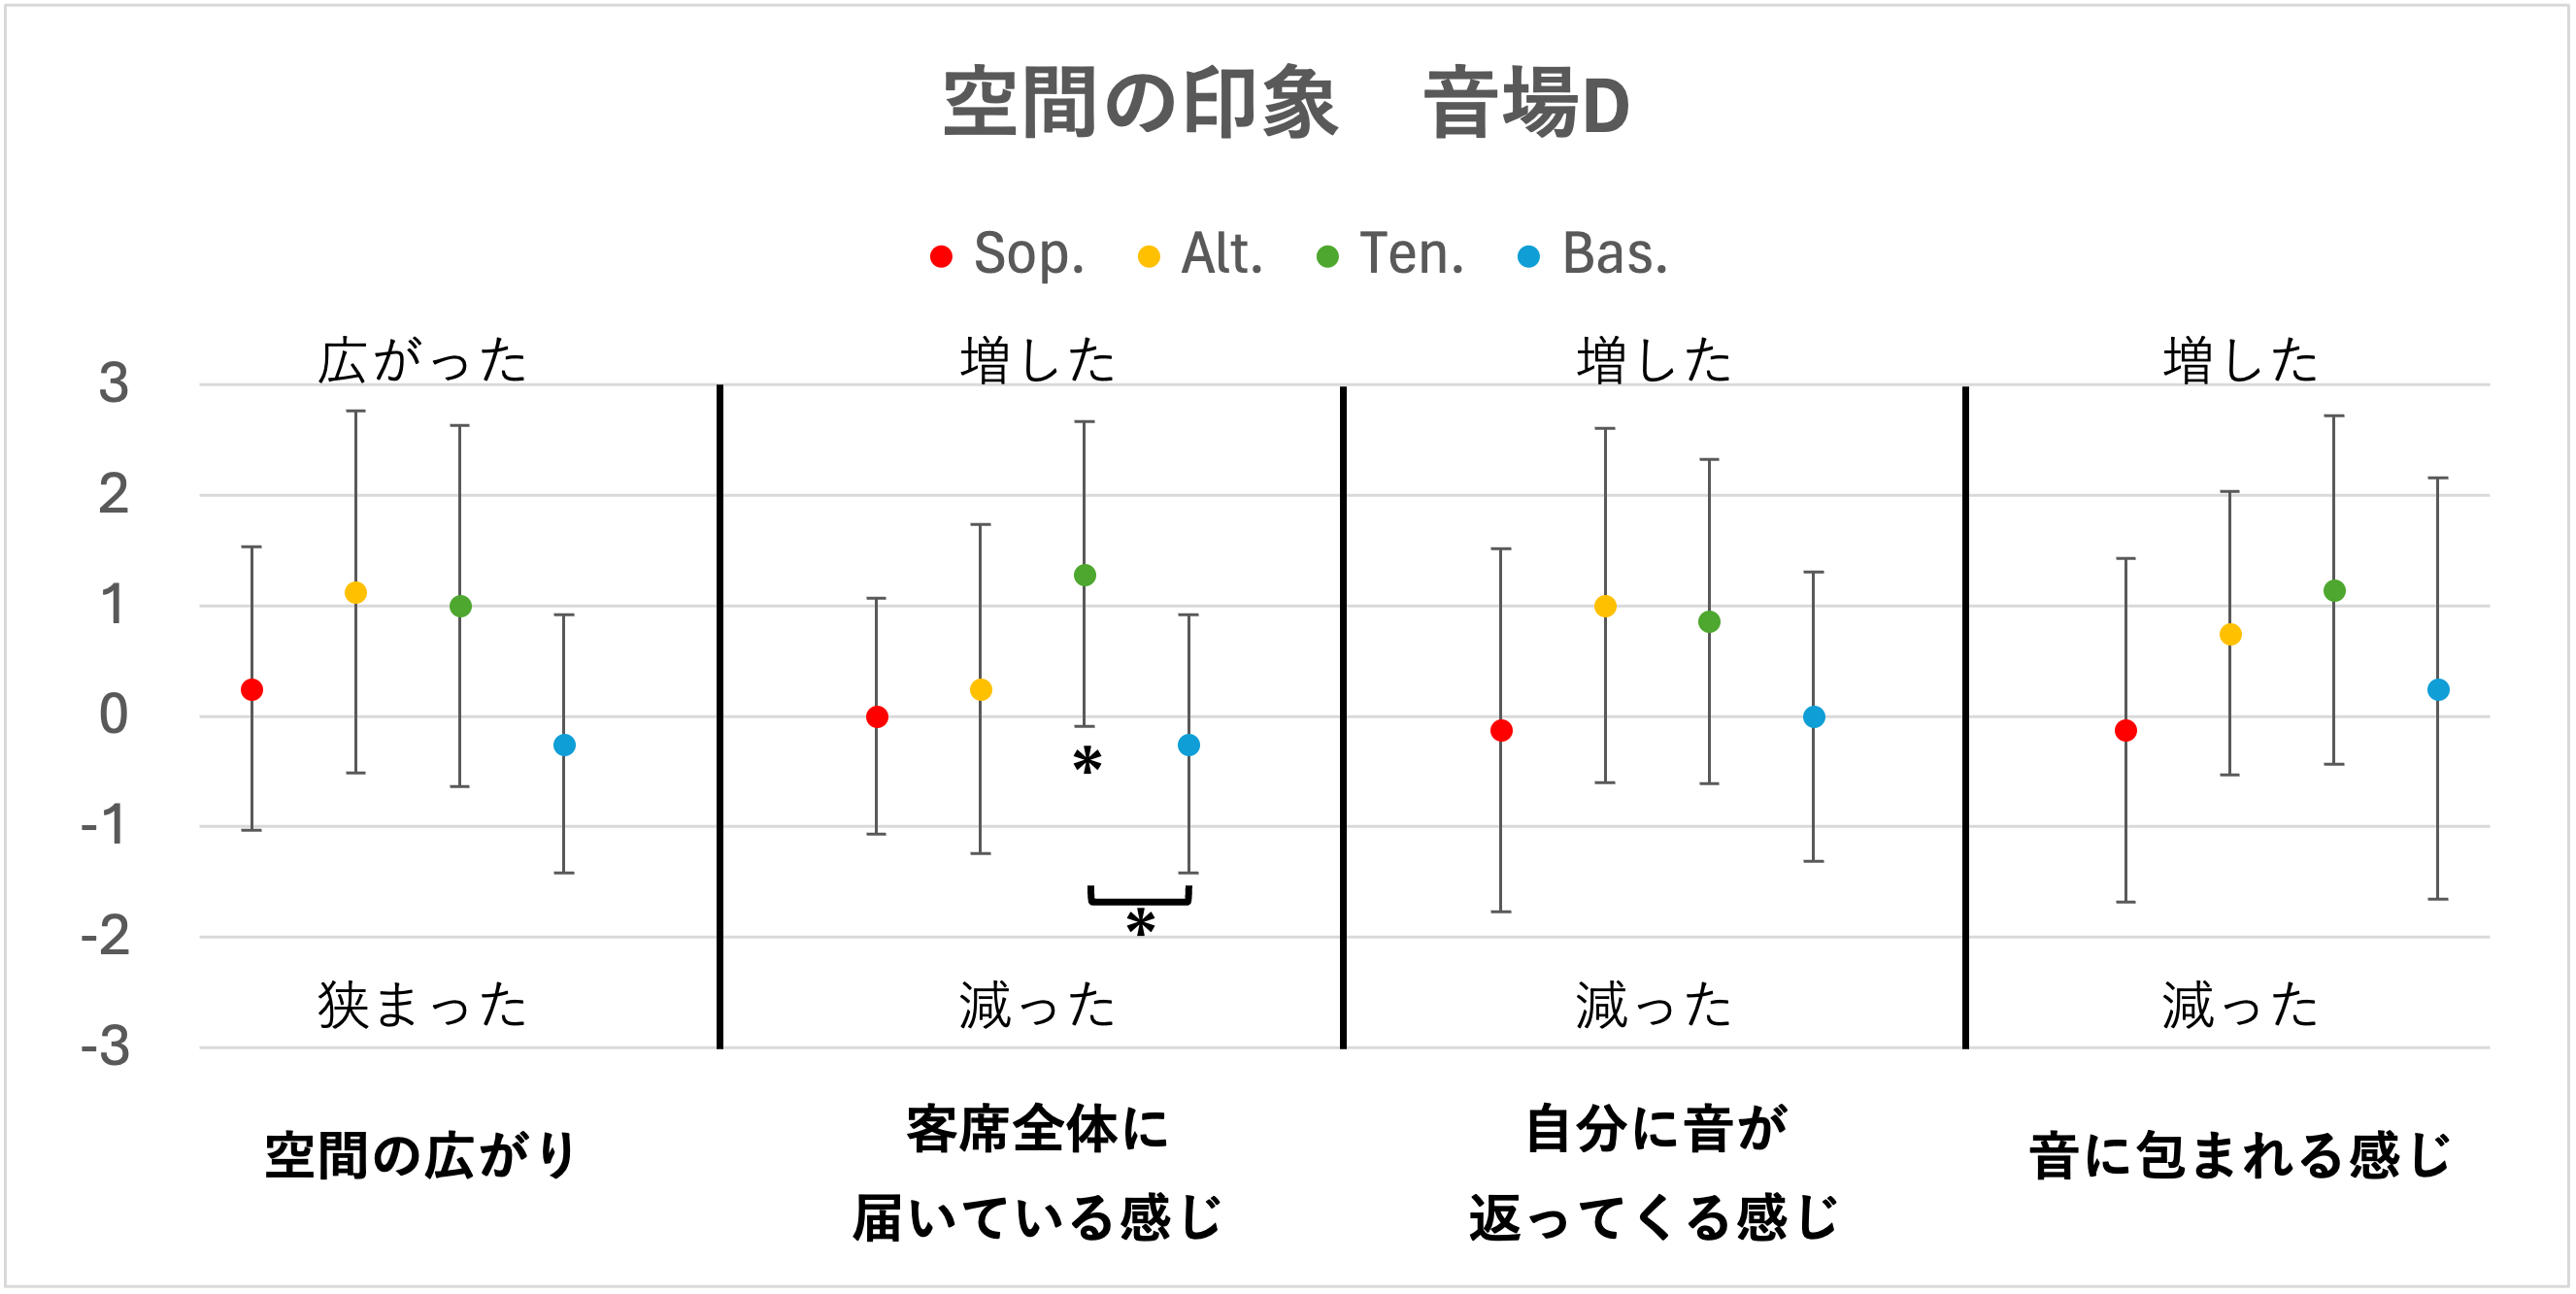 空間の印象　音場D
Sop. Alt. Ten. Bas.
広がった 増した 増した 増した
3
2
1
0
-1
-2
-3
*
*
狭まった 減った 減った 減った
空間の広がり
客席全体に
届いている感じ
自分に音が
返ってくる感じ
音に包まれる感じ